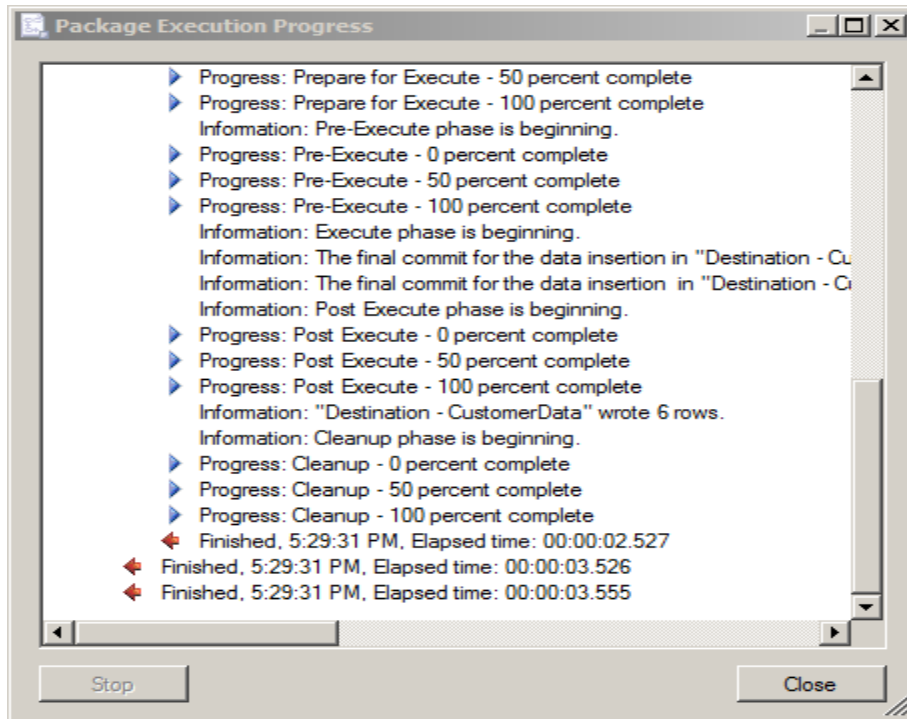 Package Execution Progress
Progress: Prepare for Execute - 50 percent complete
Progress: Prepare for Execute - 100 percent complete
Information: Pre-Execute phase is beginning.
Progress: Pre-Execute - 0 percent complete
Progress: Pre-Execute - 50 percent complete
Progress: Pre-Execute - 100 percent complete
Information: Execute phase is beginning.
Information: The final commit for the data insertion in "Destination - Cu
Information: The final commit for the data insertion  in "Destination - C
Information: Post Execute phase is beginning.
Progress: Post Execute - 0 percent complete
Progress: Post Execute - 50 percent complete
Progress: Post Execute - 100 percent complete
Information: "Destination - CustomerData" wrote 6 rows.
Information: Cleanup phase is beginning.
Progress: Cleanup - 0 percent complete
Progress: Cleanup - 50 percent complete
Progress: Cleanup - 100 percent complete
Finished, 5:29:31 PM, Elapsed time: 00:00:02.527
Finished, 5:29:31 PM, Elapsed time: 00:00:03.526
Finished, 5:29:31 PM, Elapsed time: 00:00:03.555
Stop
Close